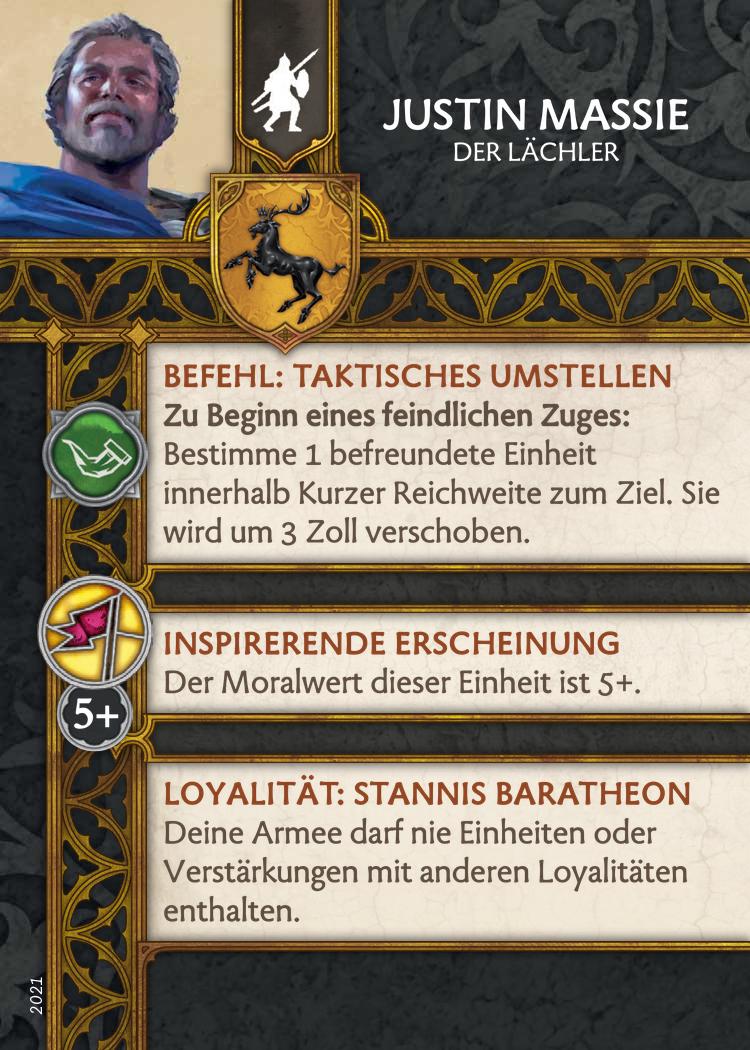 JUSTIN MASSIE
DER LÄCHLER
BEFEHL: TAKTISCHES UMSTELLEN
Zu Beginn eines feindlichen Zuges:
Bestimme 1 befreundete Einheit
innerhalb Kurzer Reichweite zum Ziel. Sie
wird um 3 Zoll verschoben.
INSPIRERENDE ERSCHEINUNG
Der Moralwert dieser Einheit ist 5+.
5+
LOYALITÄT: STANNIS BARATHEON
Deine Armee darf nie Einheiten oder
Verstärkungen mit anderen Loyalitäten
enthalten.
2021